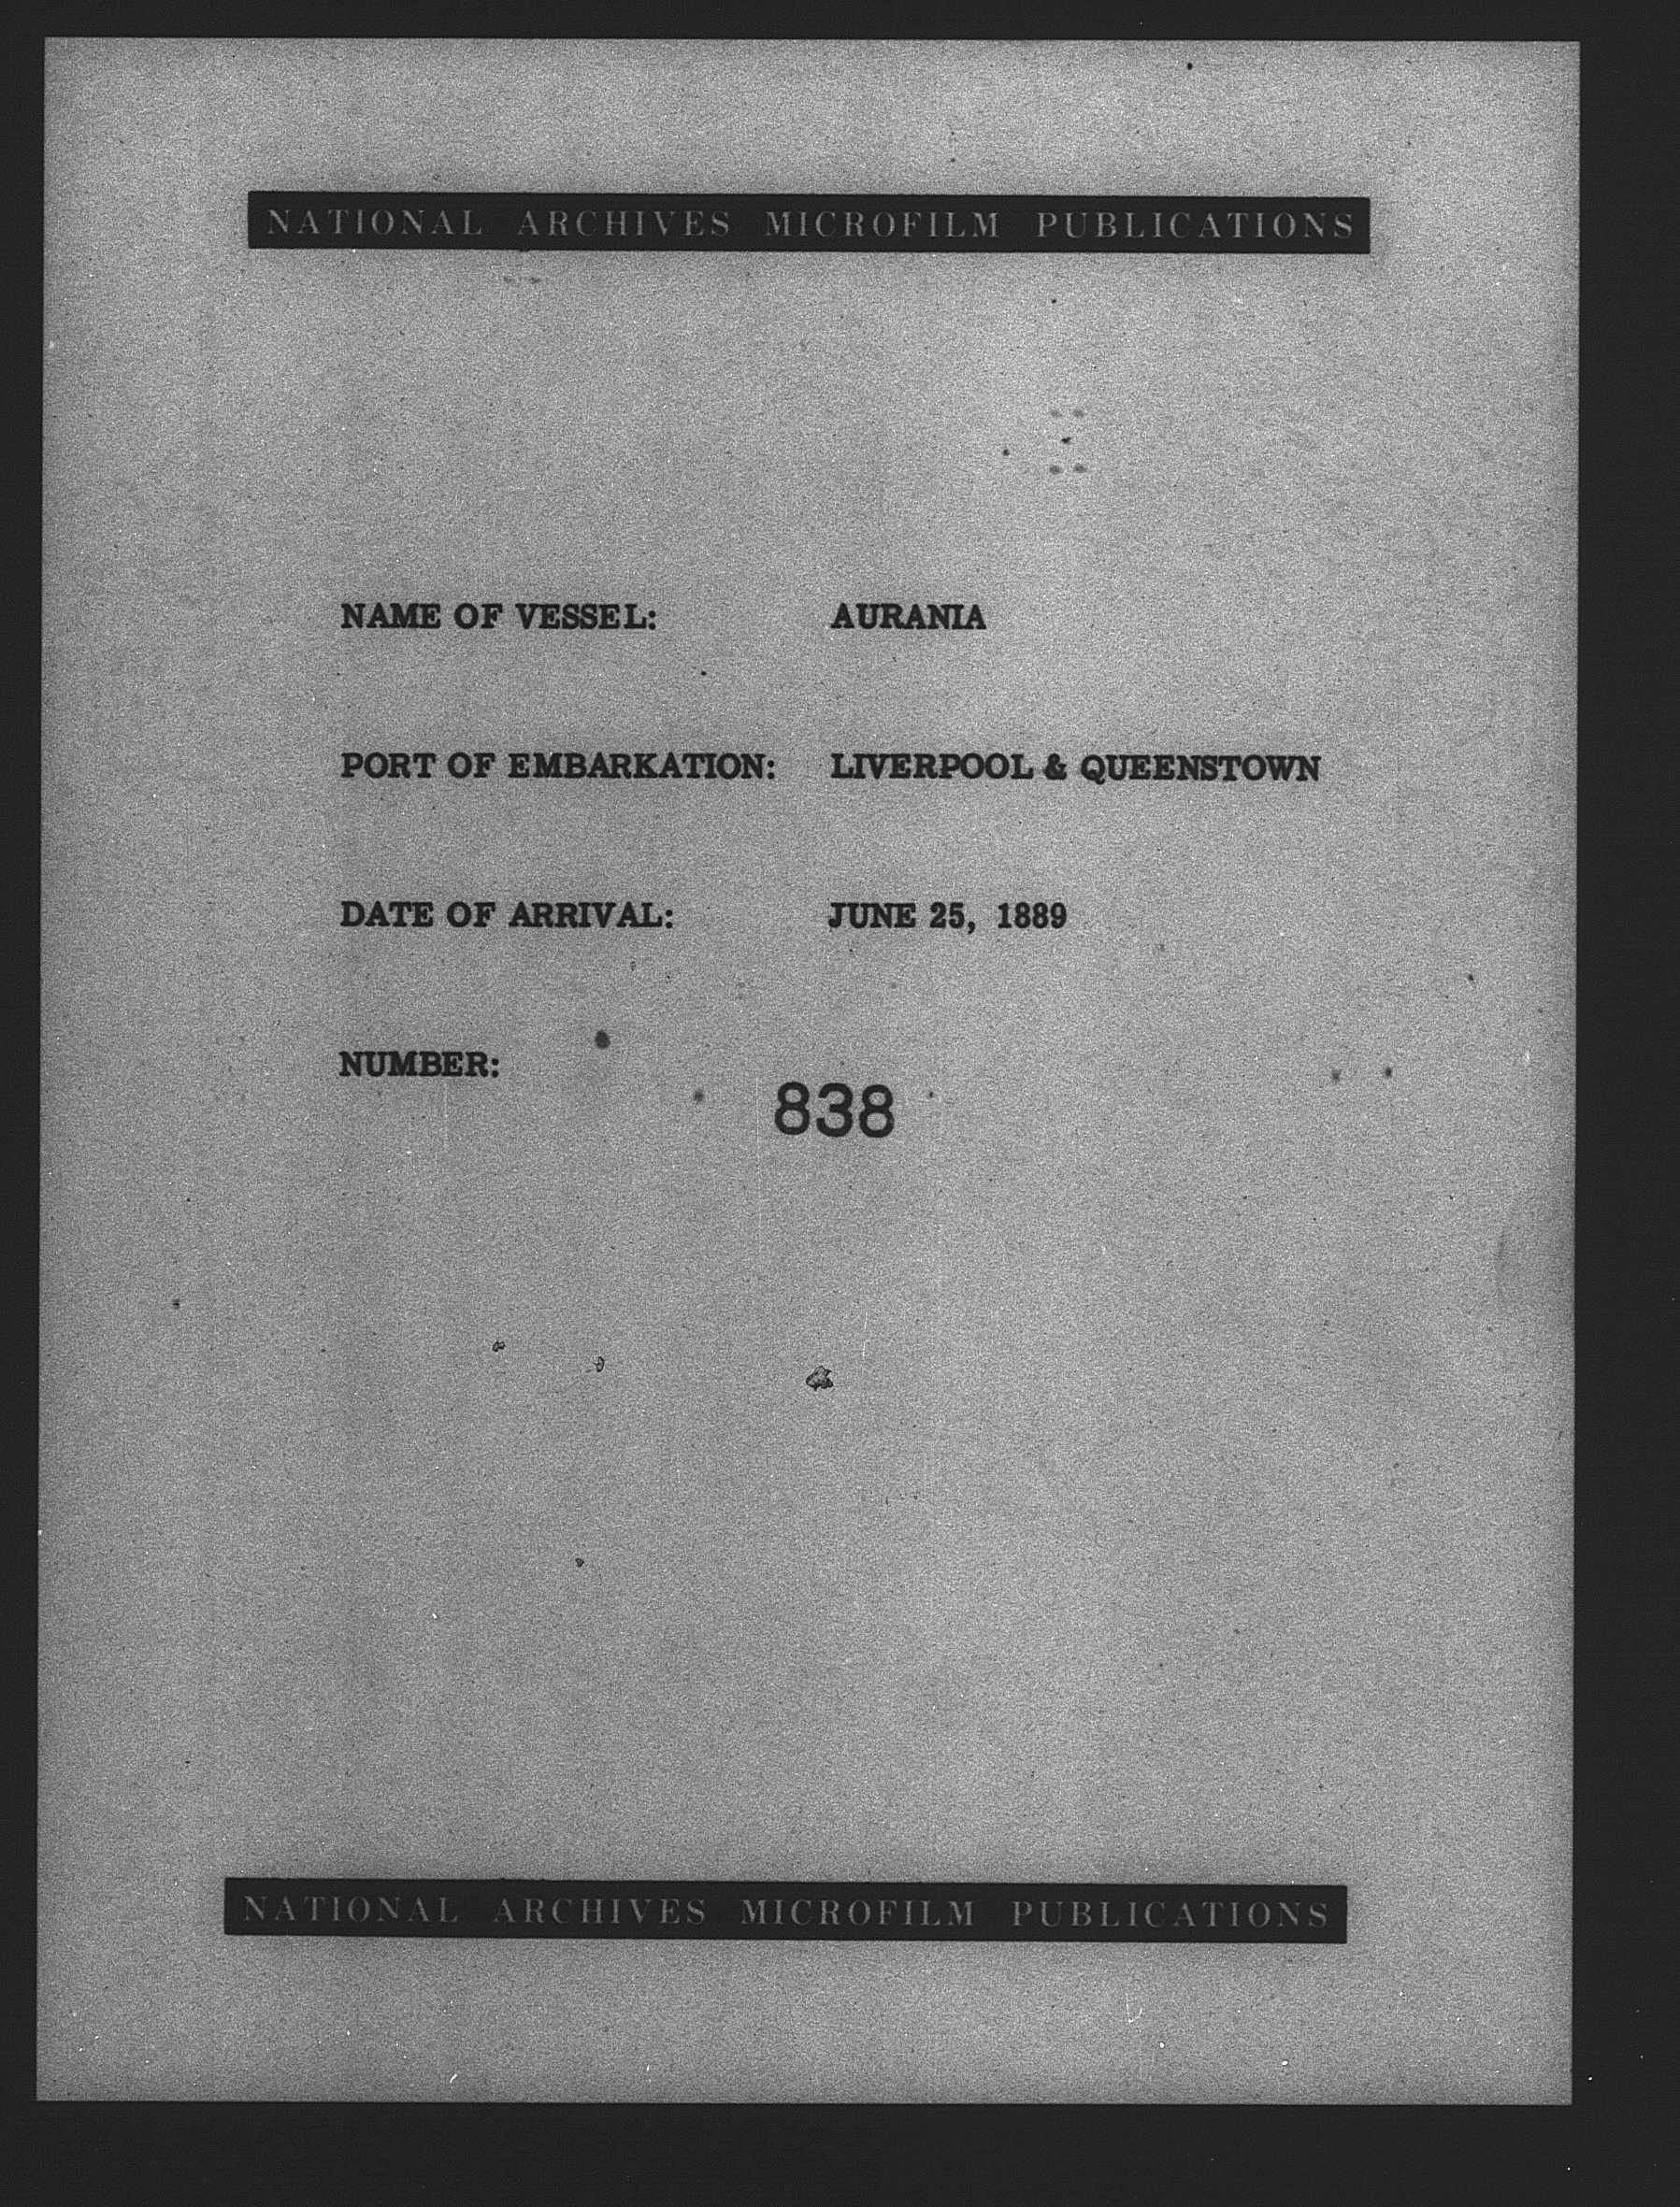 NATIONAL ARCHIVES MICROFILM PUBLICATIONS
NAME OF VESSEL: AURANIA
PORT OF EMBARKATION: LIVERPOOL & QUEENSTOWN
DATE OF ARRIVAL: JUNE 25, 1889
NUMBER:
838
NATIONAL ARCHIVES MICROFILM PUBLICATIONS